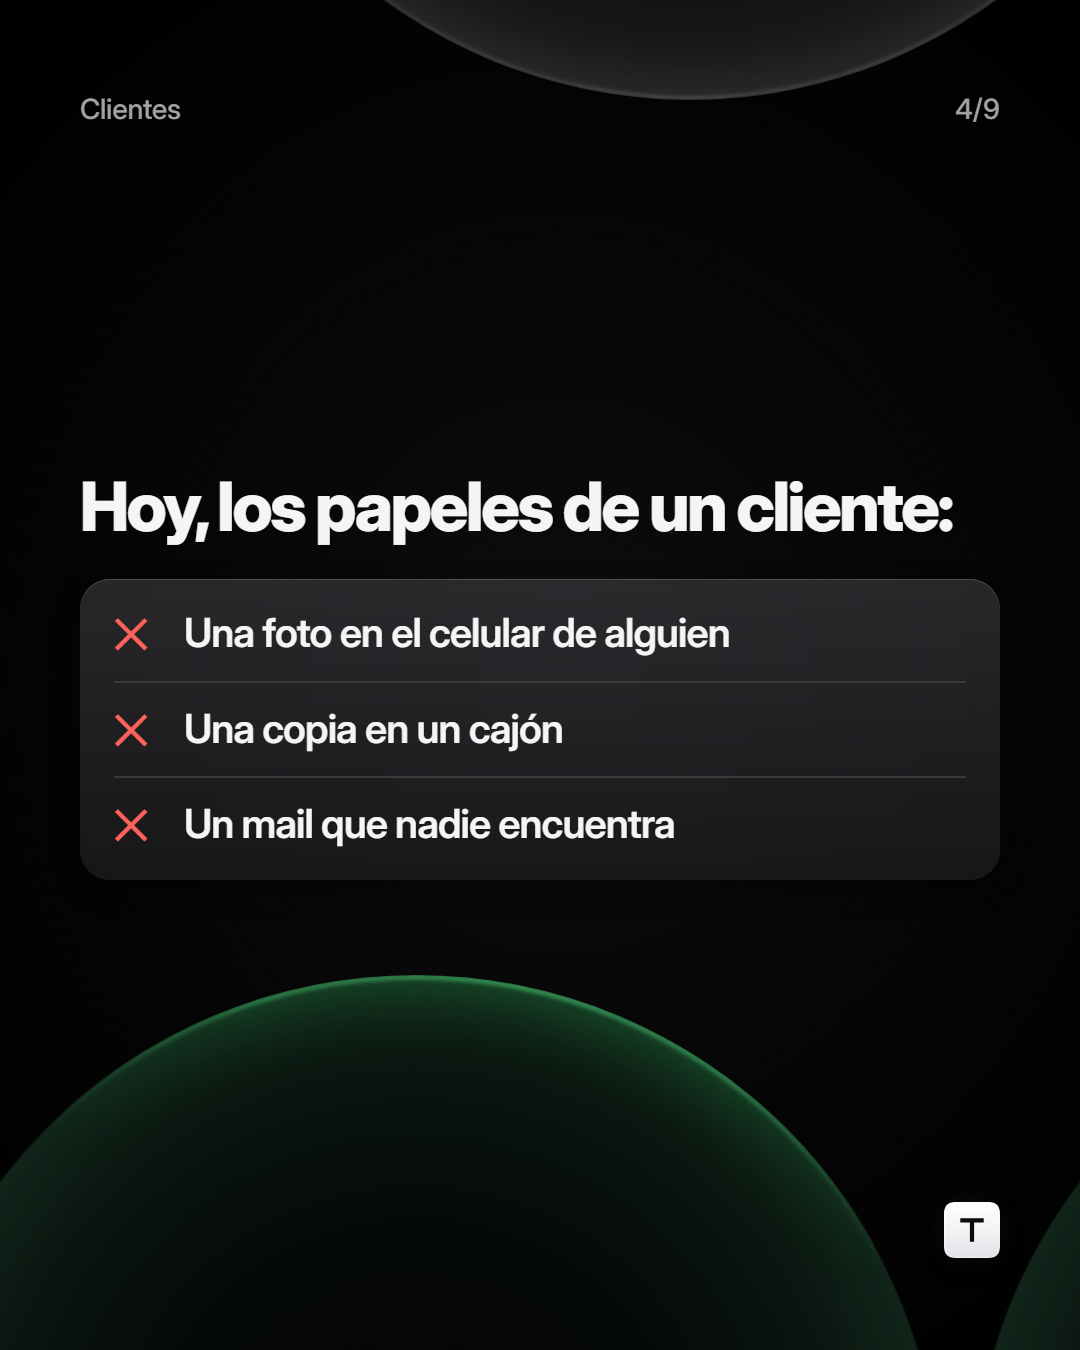 Clientes
4/9
Hoy, los papeles de un cliente:
Una foto en el celular de alguien
Una copia en un cajón
Un mail que nadie encuentra
T